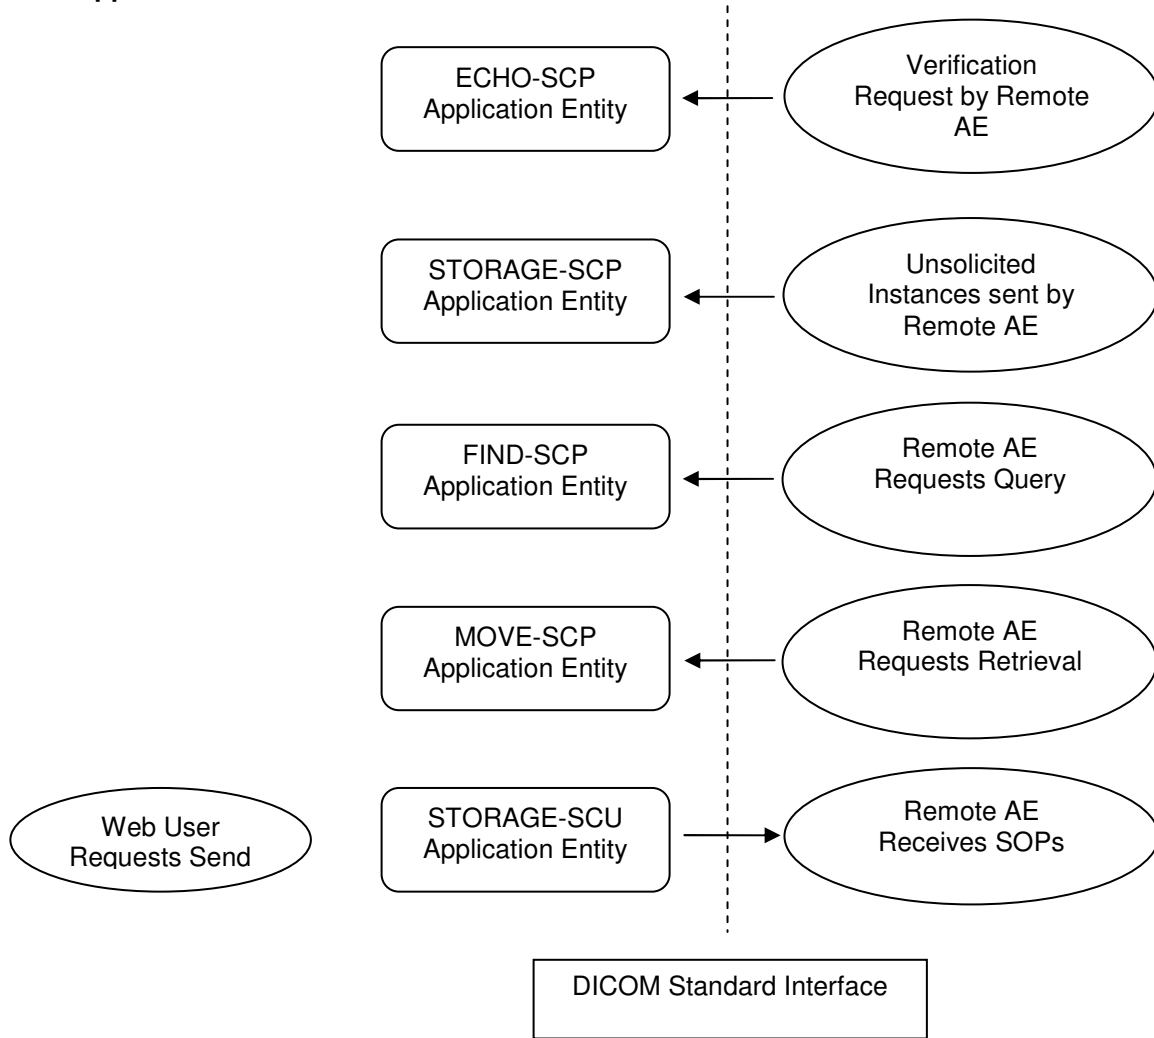 ECHO-SCP
Application Entity
Verification
Request by Remote
AE
STORAGE-SCP
Application Entity
Unsolicited
Instances sent by
Remote AE
FIND-SCP
Application Entity
Remote AE
Requests Query
MOVE-SCP
Application Entity
Remote AE
Requests Retrieval
Web User
Requests Send
STORAGE-SCU
Application Entity
Remote AE
Receives SOPs
DICOM Standard Interface